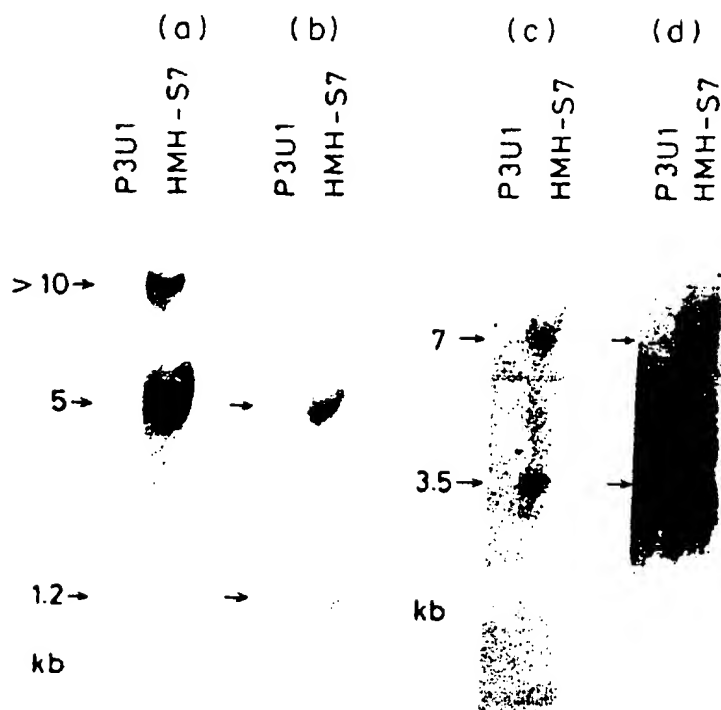 (a) (b) (c) (d)
P3U1 HMH-S7 P3U1 HMH-S7 P3U1 HMH-S7 P3U1 HMH-S7
> 10→
7→ →
5→ →
3.5→ →
1.2→ →
kb
kb